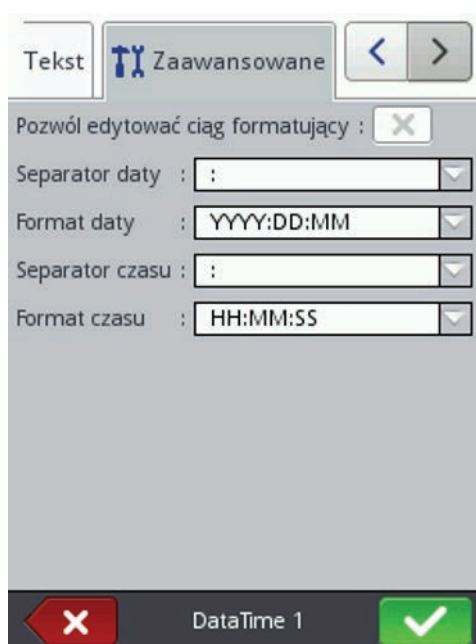 Tekst Zaawansowane
Pozwól edytować ciąg formatujący :
Separator daty : :
Format daty : YYYY:DD:MM
Separator czasu : :
Format czasu : HH:MM:SS
DataTime 1